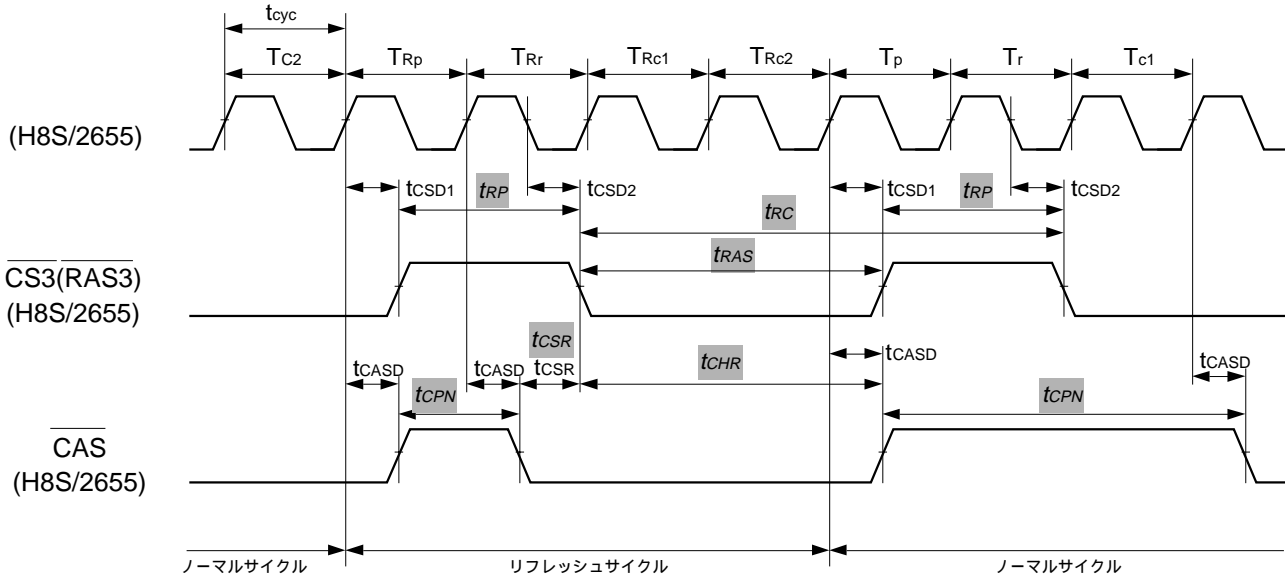 tcyc
TC2 TRp TRr TRc1 TRc2 Tp Tr Tc1
(H8S/2655)
tCSD1 tRP tCSD2 tCSD1 tRP tCSD2
tRC
tRAS
CS3(RAS3)
(H8S/2655)
tCSR
tCASD tCASD tCSR tCHR tCASD tCASD
tCPN tCPN
CAS
(H8S/2655)
ノーマルサイクル リフレッシュサイクル ノーマルサイクル